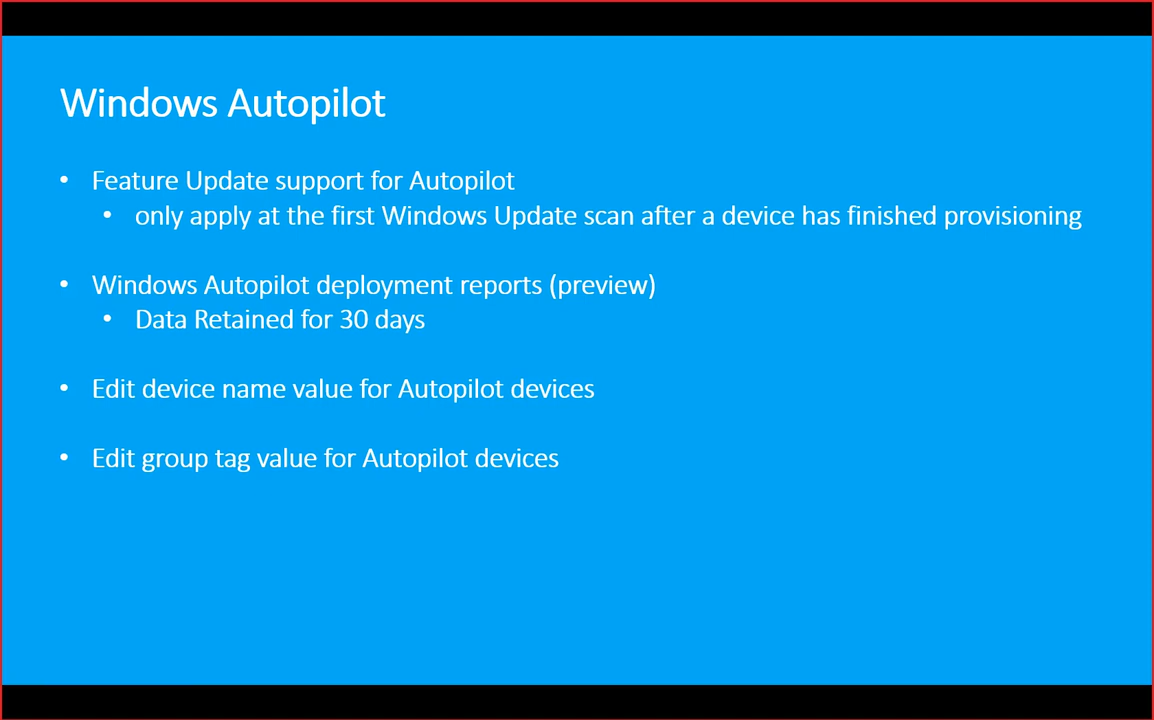 Windows Autopilot
• Feature Update support for Autopilot
• only apply at the first Windows Update scan after a device has finished provisioning
• Windows Autopilot deployment reports (preview)
• Data Retained for 30 days
• Edit device name value for Autopilot devices
• Edit group tag value for Autopilot devices